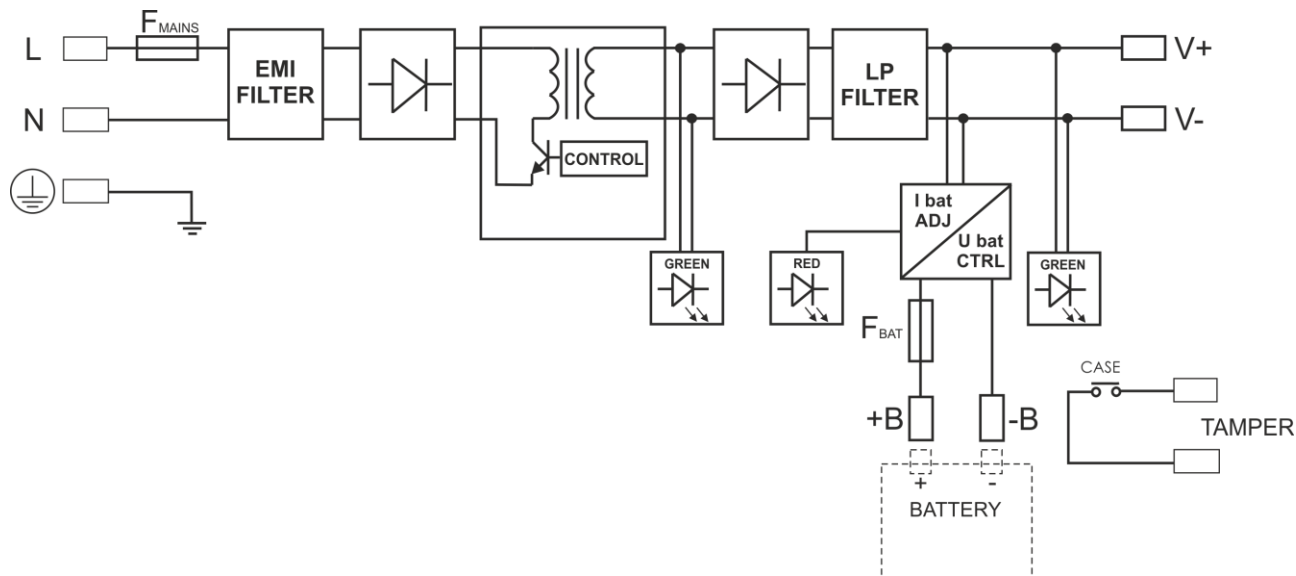 L
F MAINS
EMI
FILTER
LP
FILTER
V+
N
V-
CONTROL
I bat
ADJ
U bat
CTRL
GREEN
RED
GREEN
F BAT
CASE
+B
-B
TAMPER
+
-
BATTERY